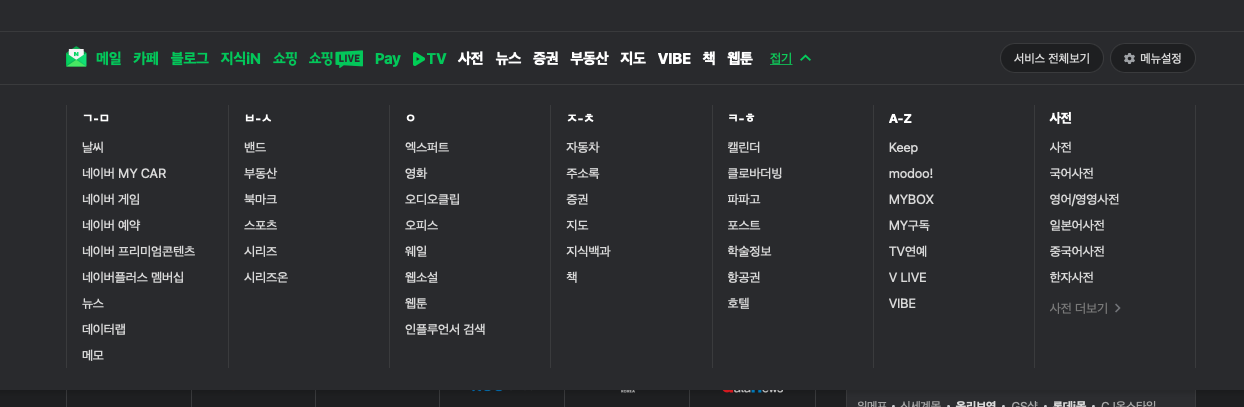 메일 카페 블로그 지식iN 쇼핑 쇼핑LIVE Pay TV 사전 뉴스 증권 부동산 지도 VIBE 책 웹툰 접기 서비스 전체보기 메뉴설정
ㄱ-ㅁ
날씨
네이버 MY CAR
네이버 게임
네이버 예약
네이버 프리미엄콘텐츠
네이버플러스 멤버십
뉴스
데이터랩
메모
ㅂ-ㅅ
밴드
부동산
북마크
스포츠
시리즈
시리즈온
ㅇ
엑스퍼트
영화
오디오클립
오피스
웨일
웹소설
웹툰
인플루언서 검색
ㅈ-ㅊ
자동차
주소록
증권
지도
지식백과
책
ㅋ-ㅎ
캘린더
클로바더빙
파파고
포스트
학술정보
항공권
호텔
A-Z
Keep
modoo!
MYBOX
MY구독
TV연예
V LIVE
VIBE
사전
사전
국어사전
영어/영영사전
일본어사전
중국어사전
한자사전
사전 더보기